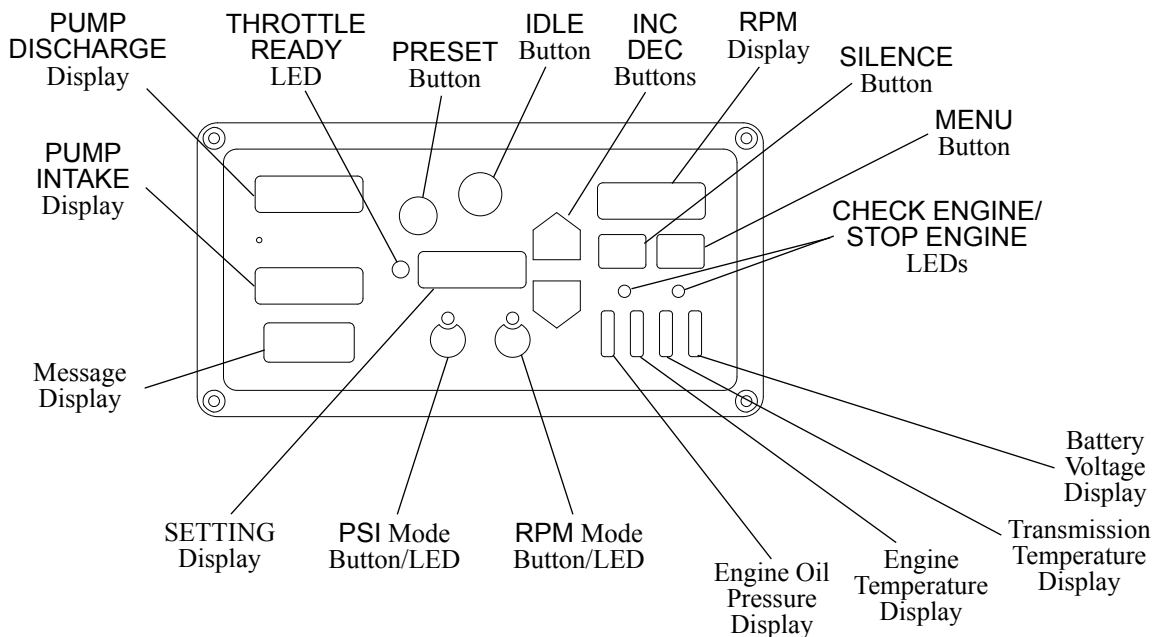 PUMP
DISCHARGE
Display
THROTTLE
READY
LED
PRESET
Button
IDLE
Button
INC
DEC
Buttons
RPM
Display
SILENCE
Button
MENU
Button
PUMP
INTAKE
Display
CHECK ENGINE/
STOP ENGINE
LEDs
Message
Display
SETTING
Display
PSI Mode
Button/LED
RPM Mode
Button/LED
Engine Oil
Pressure
Display
Engine
Temperature
Display
Transmission
Temperature
Display
Battery
Voltage
Display